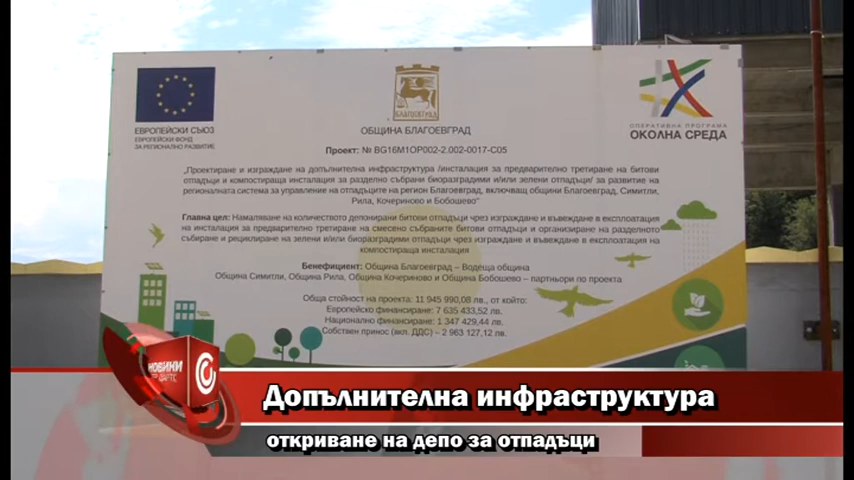 ЕВРОПЕЙСКИ СЪЮЗ
ЕВРОПЕЙСКИ ФОНД
ЗА РЕГИОНАЛНО РАЗВИТИЕ
БЛАГОЕВГРАД
ОБЩИНА БЛАГОЕВГРАД
ОПЕРАТИВНА ПРОГРАМА
ОКОЛНА СРЕДА
Проект: № BG16M1OP002-2.002-0017-C05
„Проектиране и изграждане на допълнителна инфраструктура /инсталация за предварително третиране на битови
отпадъци и компостираща инсталация за разделно събрани биоразградими и/или зелени отпадъци/ за развитие на
регионалната система за управление на отпадъците на регион Благоевград, включващ общини Благоевград, Симитли,
Рила, Кочериново и Бобошево"
Главна цел: Намаляване на количеството депонирани битови отпадъци чрез изграждане и въвеждане в експлоатация
на инсталация за предварително третиране на смесено събраните битови отпадъци и организиране на разделното
събиране и рециклиране на зелени и/или биоразградими отпадъци чрез изграждане и въвеждане в експлоатация на
компостираща инсталация
Бенефициент: Община Благоевград – Водеща община
Община Симитли, Община Рила, Община Кочериново и Община Бобошево – партньори по проекта
Обща стойност на проекта: 11 945 990,08 лв., от който:
Европейско финансиране: 7 635 433,52 лв.
Национално финансиране: 1 347 429,44 лв.
Собствен принос (вкл. ДДС) – 2 963 127,12 лв.
НОВИНИ
Допълнителна инфраструктура
откриване на депо за отпадъци